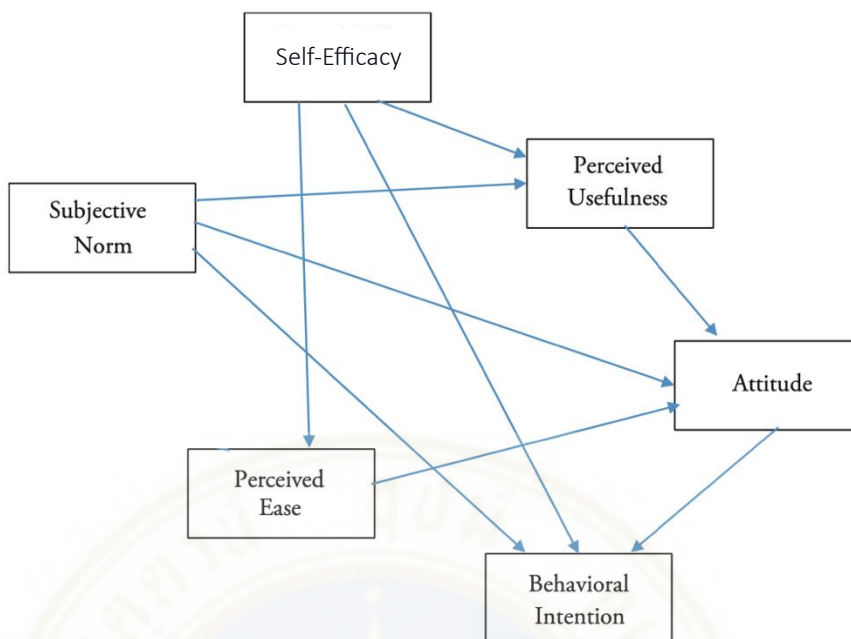 Self-Efficacy
Perceived
Usefulness
Subjective
Norm
Attitude
Perceived
Ease
Behavioral
Intention